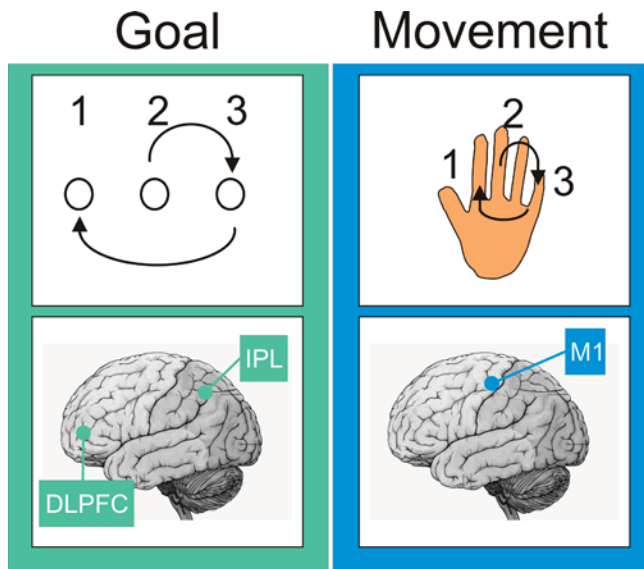 Goal
Movement
1 2 3
1 2 3
IPL
DLPFC
M1